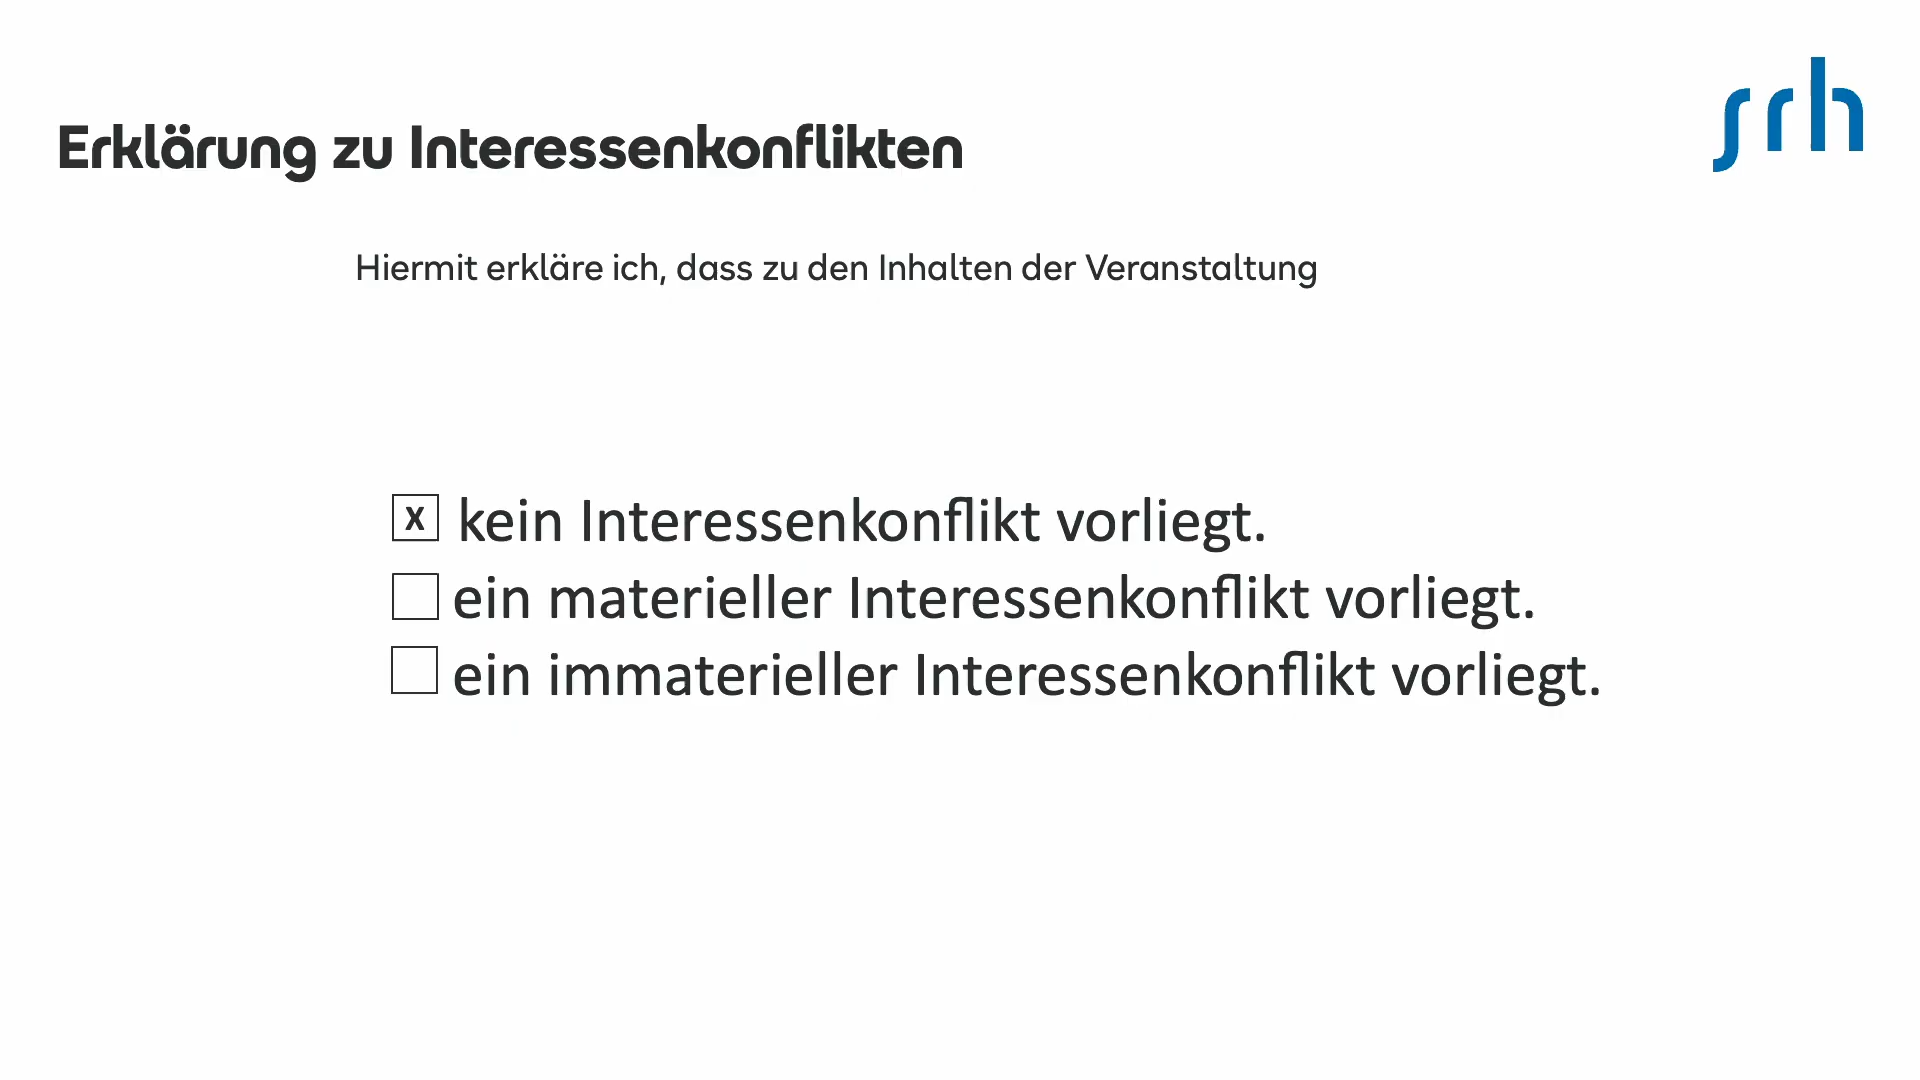 srh
Erklärung zu Interessenkonflikten
Hiermit erkläre ich, dass zu den Inhalten der Veranstaltung
x kein Interessenkonflikt vorliegt.
ein materieller Interessenkonflikt vorliegt.
ein immaterieller Interessenkonflikt vorliegt.